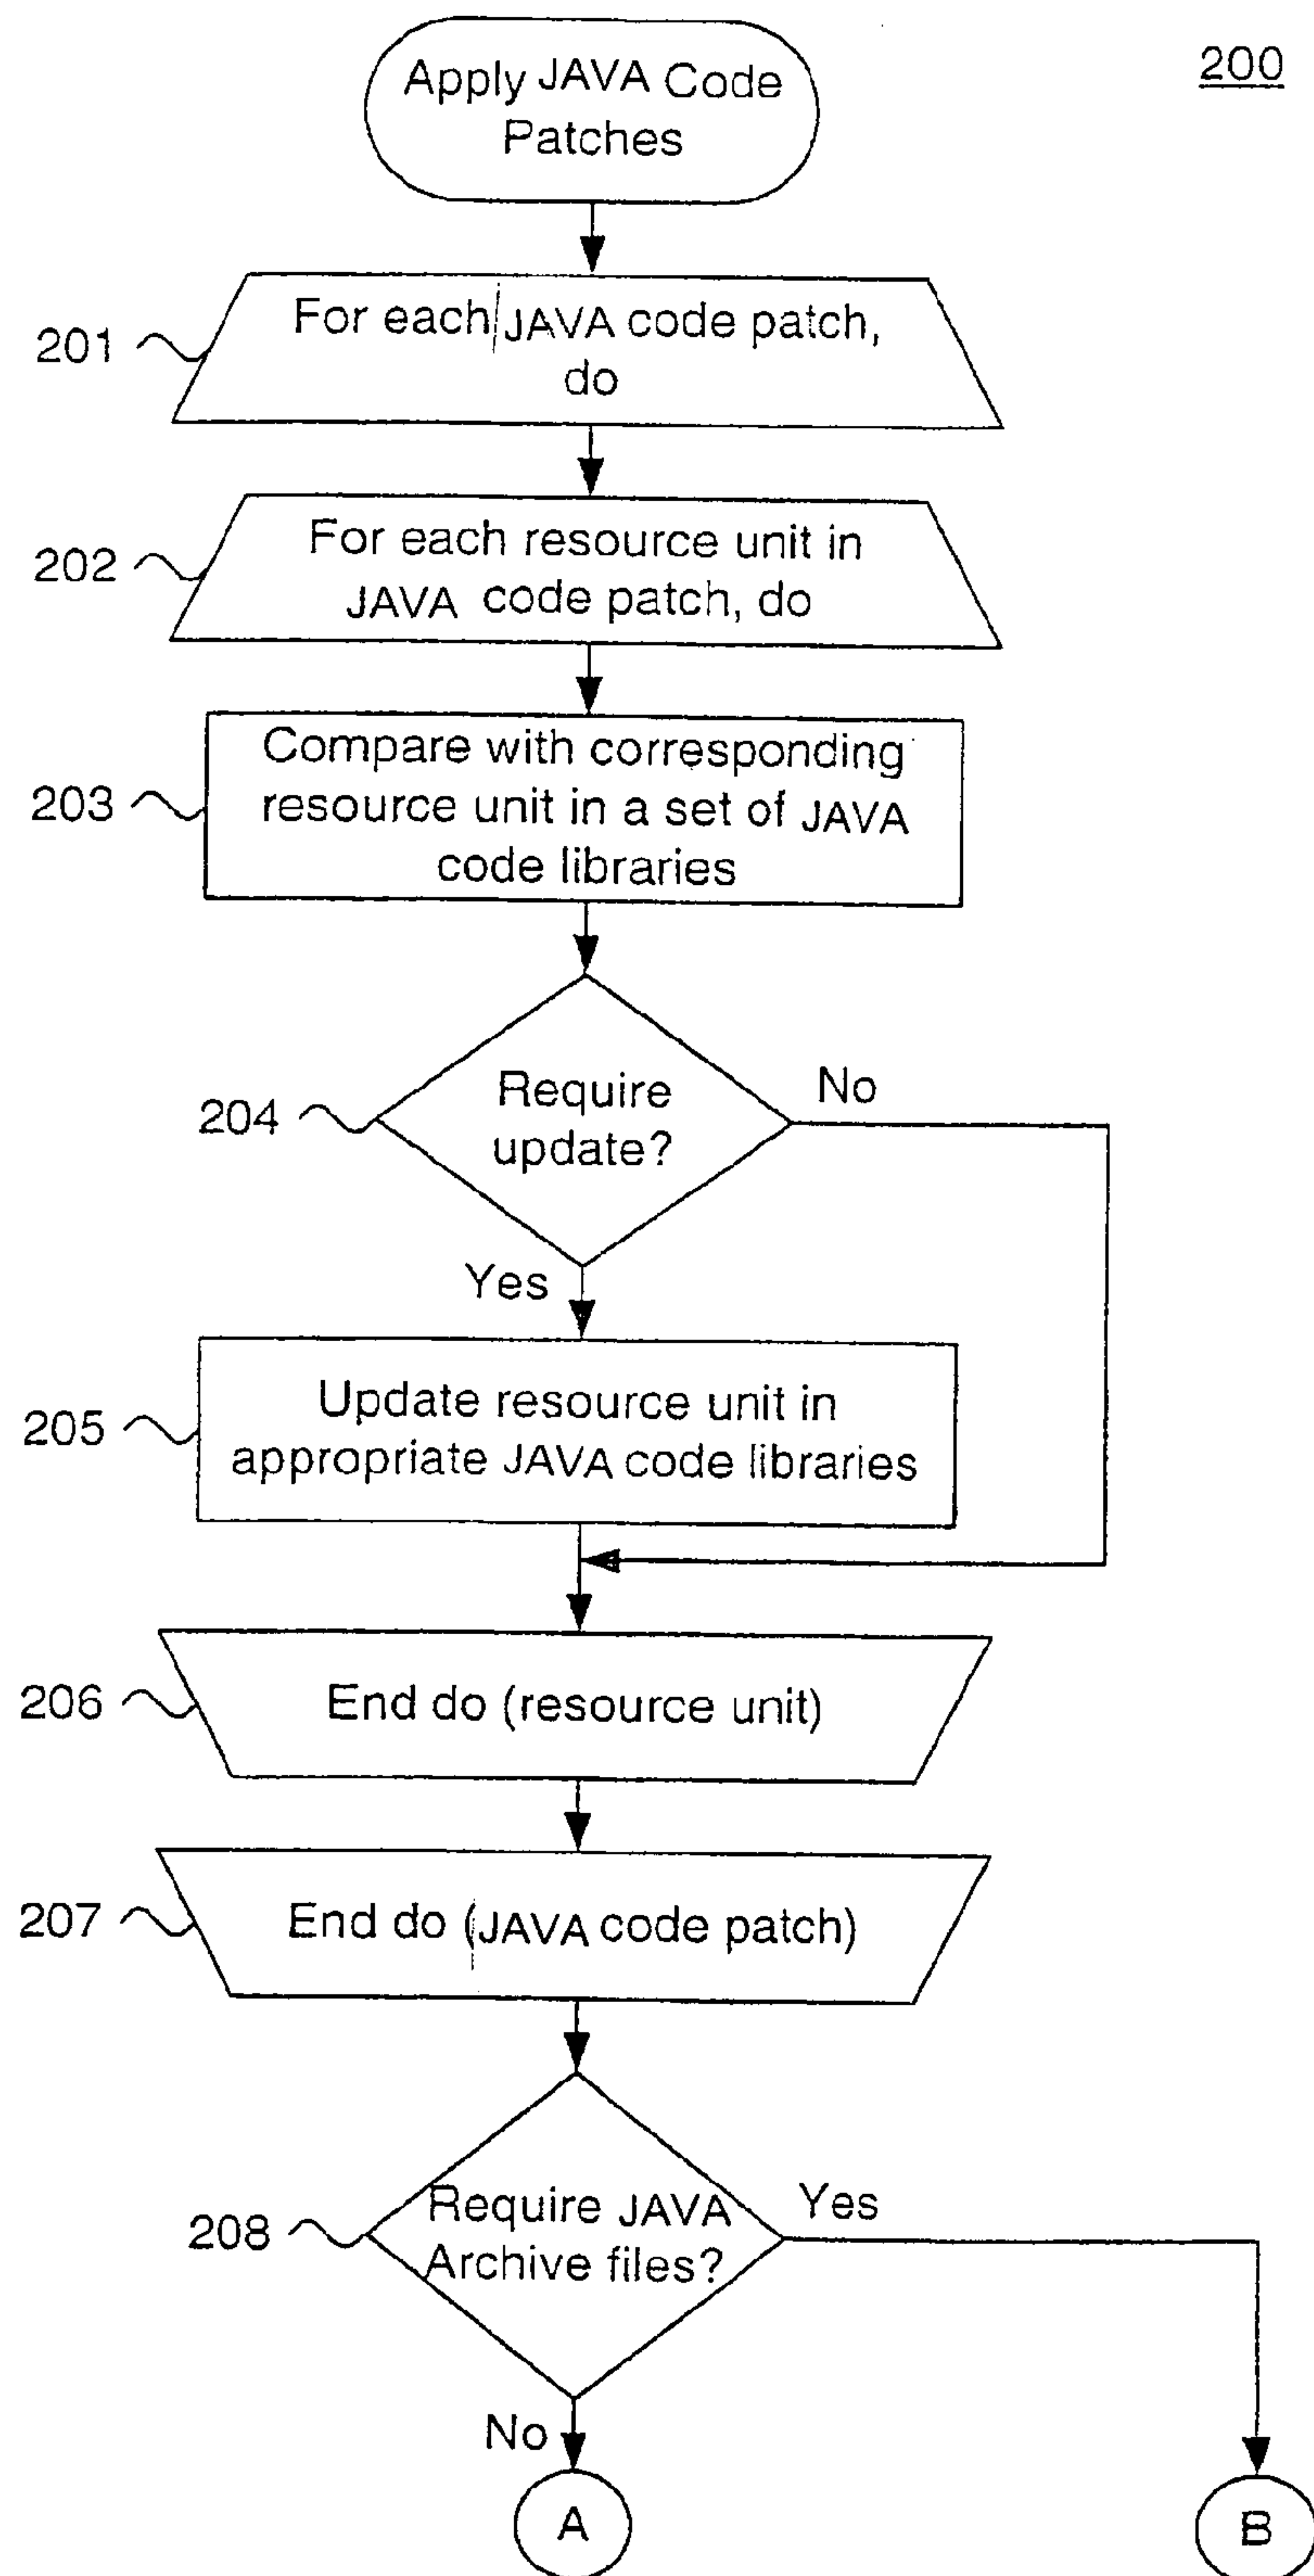 200
Apply JAVA Code
Patches
201
For each JAVA code patch,
do
202
For each resource unit in
JAVA code patch, do
203
Compare with corresponding
resource unit in a set of JAVA
code libraries
204
Require
update?
No
Yes
205
Update resource unit in
appropriate JAVA code libraries
206
End do (resource unit)
207
End do (JAVA code patch)
208
Require JAVA
Archive files?
Yes
No
A
B